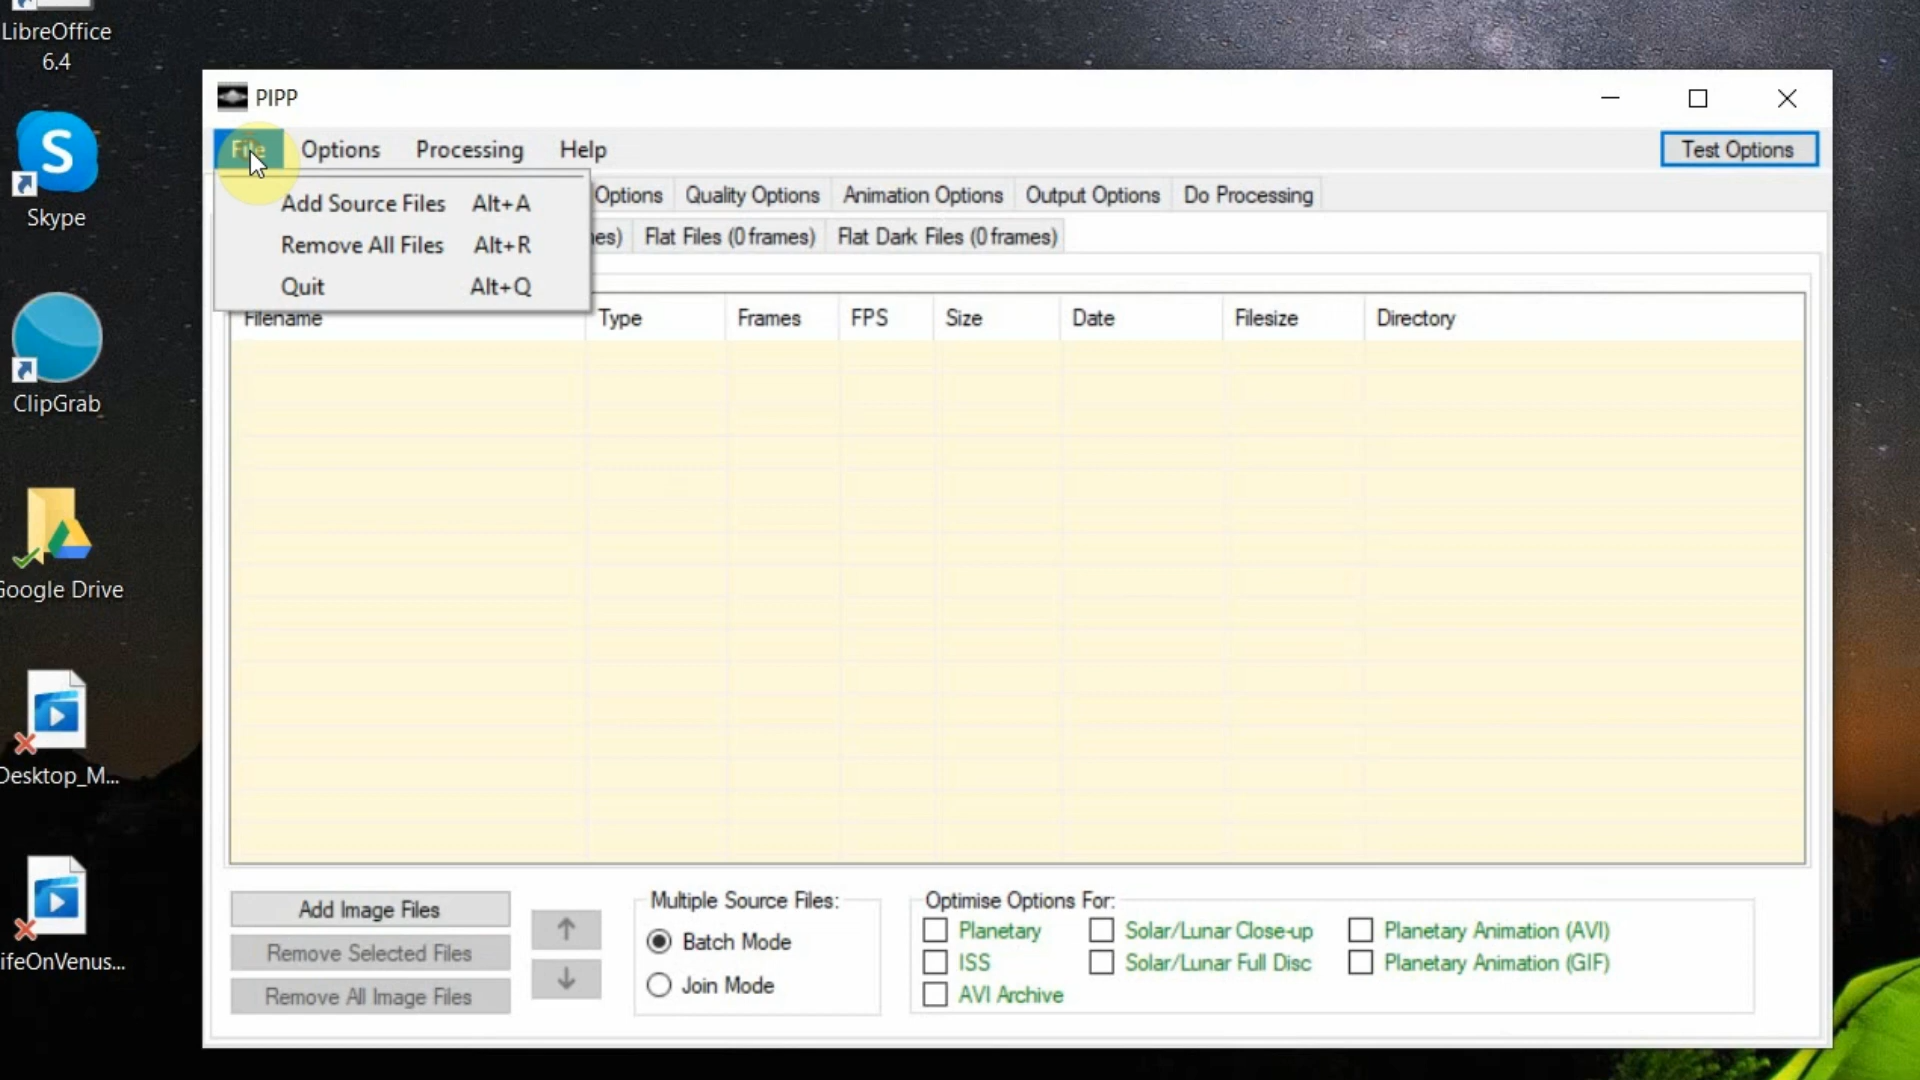 LibreOffice
6.4
Skype
ClipGrab
Google Drive
Desktop_M...
ifeOnVenus...
PIPP
File Options Processing Help
Test Options
Add Source Files Alt+A
Remove All Files Alt+R
Quit Alt+Q
Options Quality Options Animation Options Output Options Do Processing
es) Flat Files (0 frames) Flat Dark Files (0 frames)
Filename Type Frames FPS Size Date Filesize Directory
Add Image Files
Remove Selected Files
Remove All Image Files
Multiple Source Files:
Batch Mode
Join Mode
Optimise Options For:
Planetary Solar/Lunar Close-up Planetary Animation (AVI)
ISS Solar/Lunar Full Disc Planetary Animation (GIF)
AVI Archive